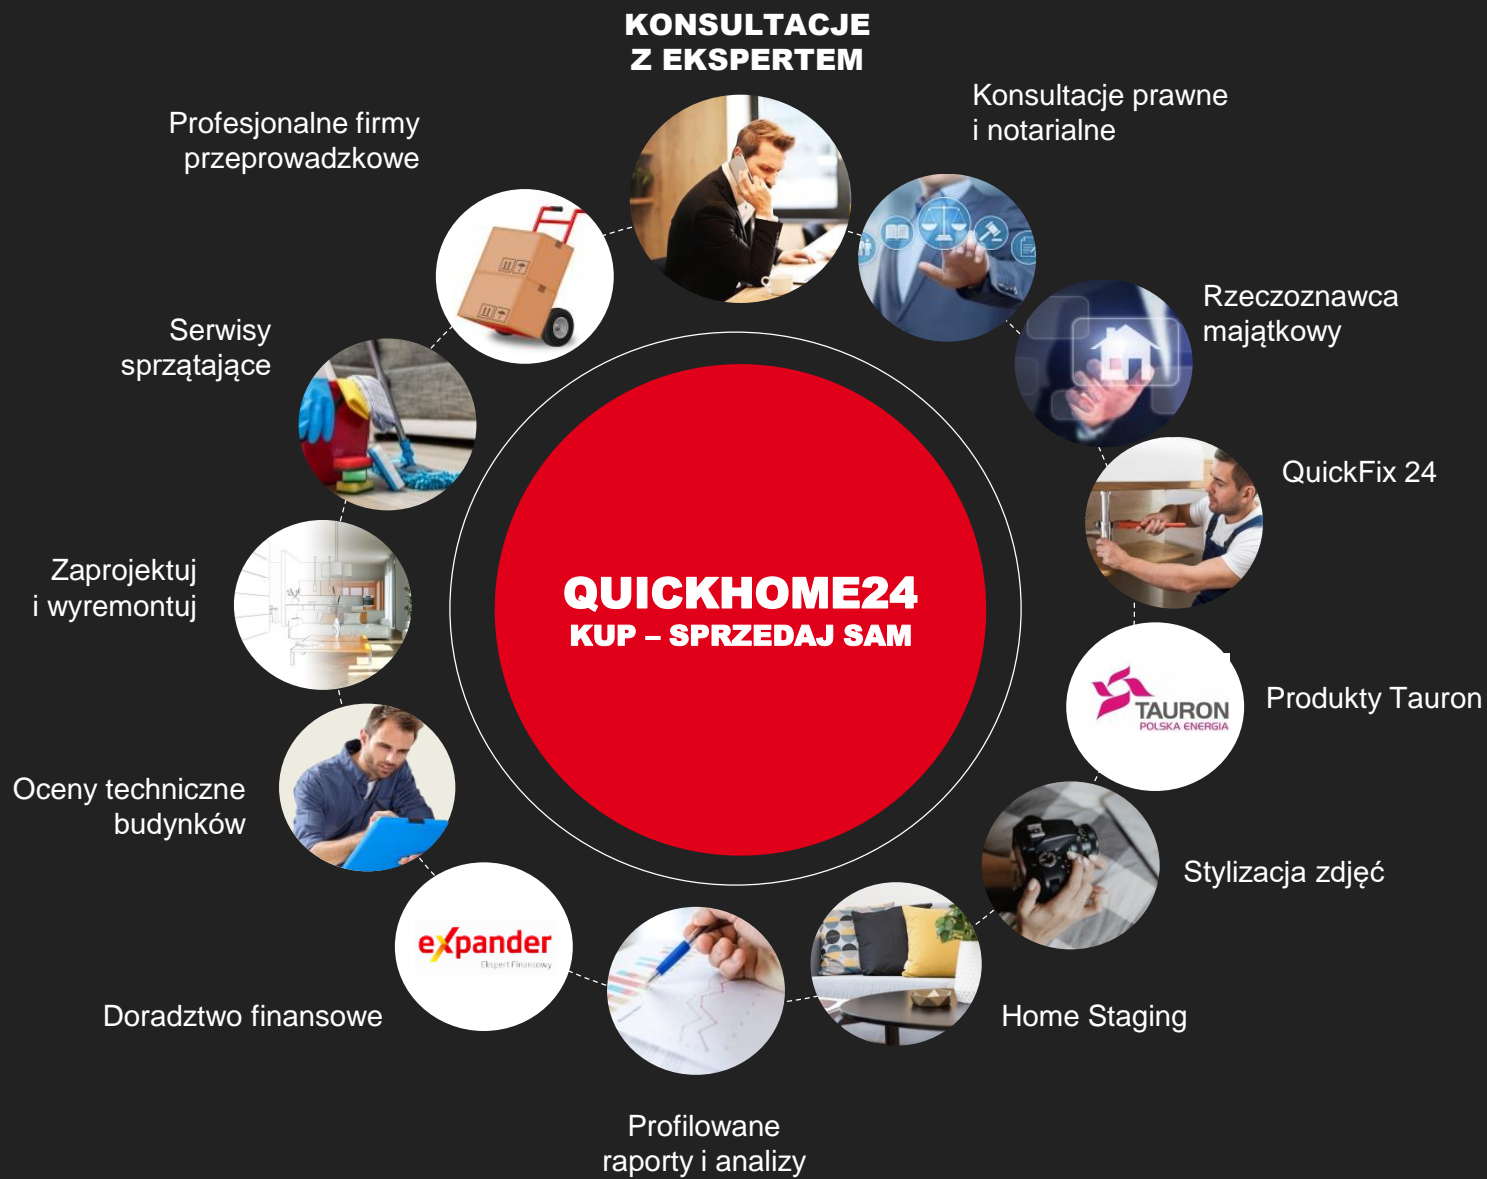 KONSULTACJE
Z EKSPERTEM
Konsultacje prawne
i notarialne
Profesjonalne firmy
przeprowadzkowe
Rzeczoznawca
majątkowy
Serwisy
sprzątające
QuickFix 24
Zaprojektuj
i wyremontuj
QUICKHOME24
KUP – SPRZEDAJ SAM
TAURON
POLSKA ENERGIA
Produkty Tauron
Oceny techniczne
budynków
Stylizacja zdjęć
expander
Ekspert Finansowy
Doradztwo finansowe
Home Staging
Profilowane
raporty i analizy